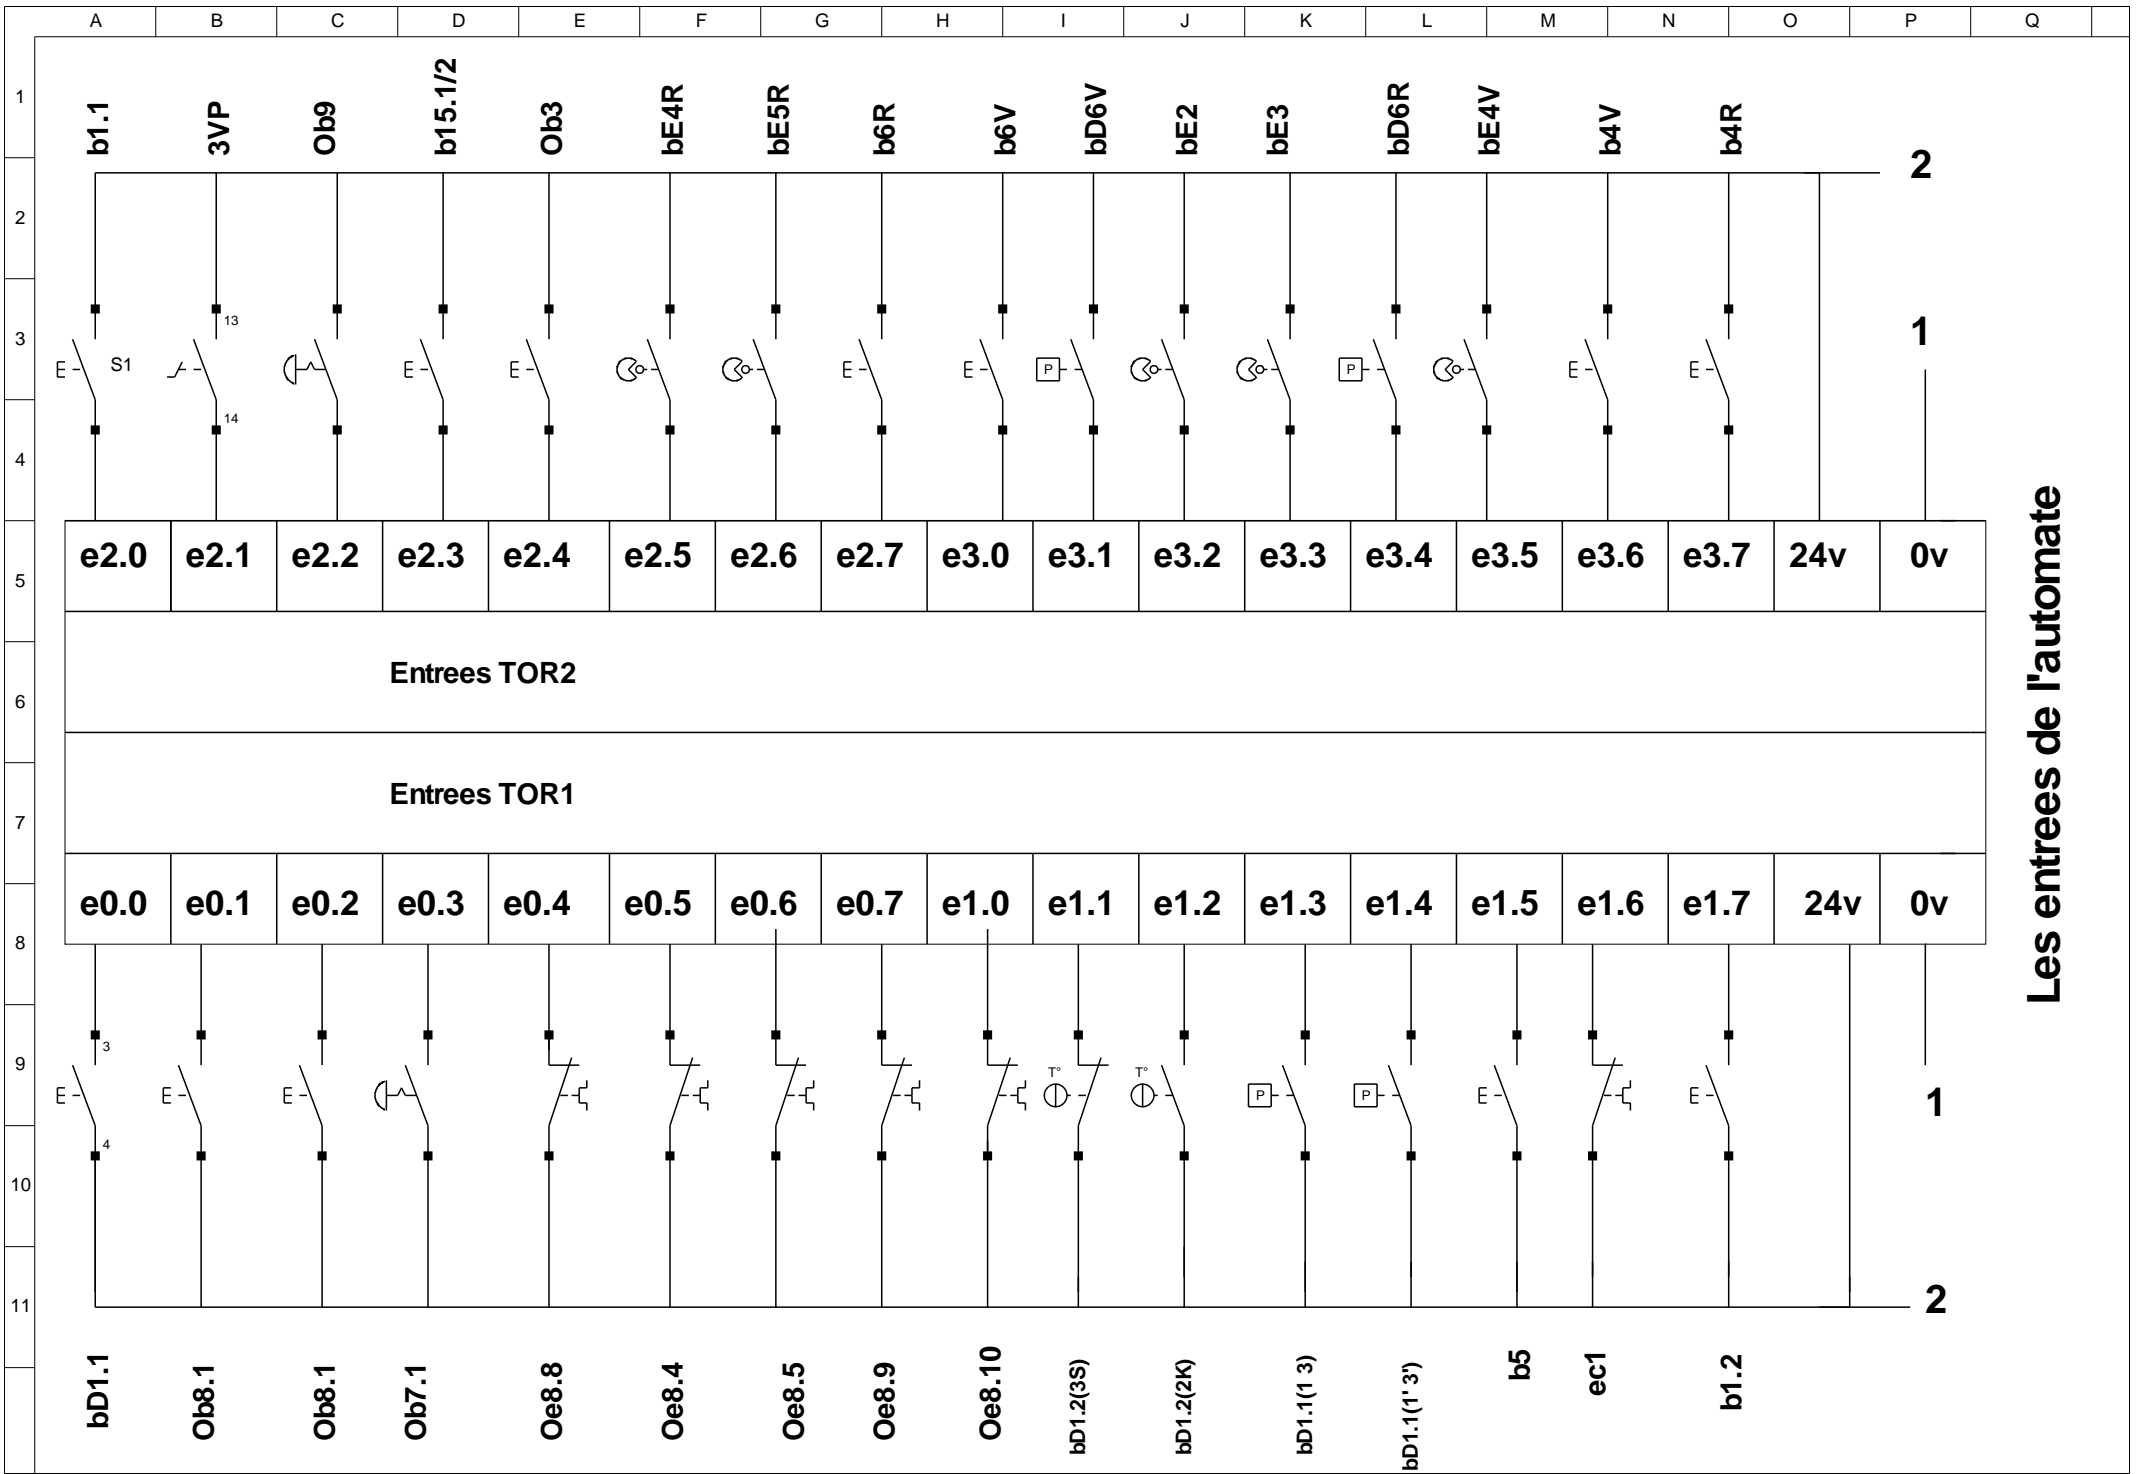 A B C D E F G H I J K L M N O P Q
1
2
3
4
5
6
7
8
9
10
11
b1.1 3VP Ob9 b15.1/2 Ob3 bE4R bE5R b6R b6V bD6V bE2 bE3 bD6R bE4V b4V b4R
2
13
S1
E E E E E P P E E
1
14
e2.0 e2.1 e2.2 e2.3 e2.4 e2.5 e2.6 e2.7 e3.0 e3.1 e3.2 e3.3 e3.4 e3.5 e3.6 e3.7 24v 0v
Entrees TOR2
Entrees TOR1
e0.0 e0.1 e0.2 e0.3 e0.4 e0.5 e0.6 e0.7 e1.0 e1.1 e1.2 e1.3 e1.4 e1.5 e1.6 e1.7 24v 0v
3
T° T°
E E E P P E E
1
4
2
bD1.1 Ob8.1 Ob8.1 Ob7.1 Oe8.8 Oe8.4 Oe8.5 Oe8.9 Oe8.10 bD1.2(3S) bD1.2(2K) bD1.1(1 3) bD1.1(1' 3') b5 ec1 b1.2
Les entrees de l'automate